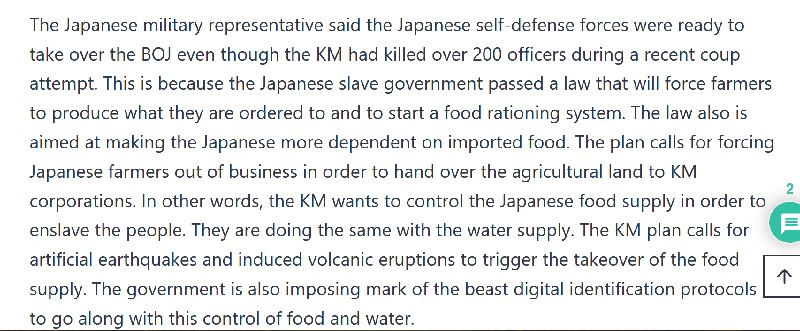 The Japanese military representative said the Japanese self-defense forces were ready to
take over the BOJ even though the KM had killed over 200 officers during a recent coup
attempt. This is because the Japanese slave government passed a law that will force farmers
to produce what they are ordered to and to start a food rationing system. The law also is
aimed at making the Japanese more dependent on imported food. The plan calls for forcing
Japanese farmers out of business in order to hand over the agricultural land to KM
corporations. In other words, the KM wants to control the Japanese food supply in order to
enslave the people. They are doing the same with the water supply. The KM plan calls for
artificial earthquakes and induced volcanic eruptions to trigger the takeover of the food
supply. The government is also imposing mark of the beast digital identification protocols
to go along with this control of food and water.
2